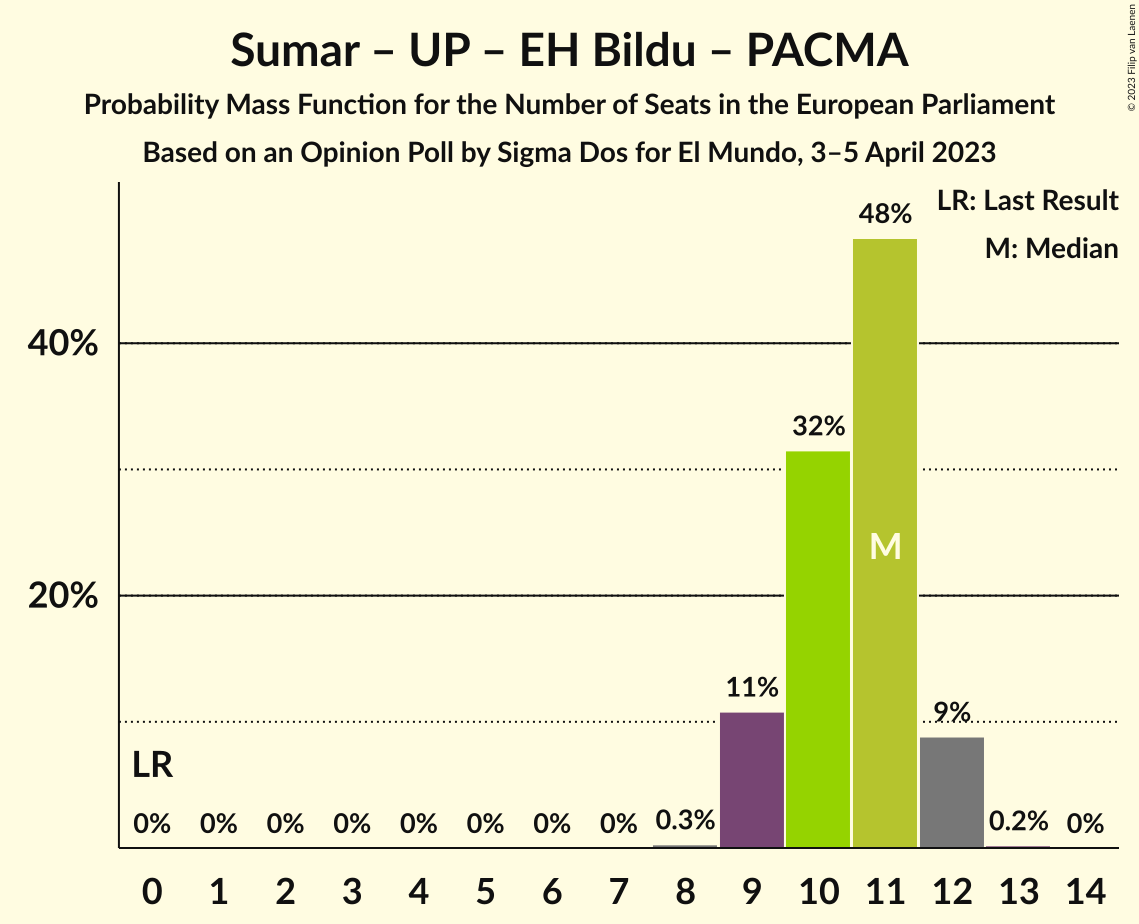 Sumar – UP – EH Bildu – PACMA
Probability Mass Function for the Number of Seats in the European Parliament
Based on an Opinion Poll by Sigma Dos for El Mundo, 3–5 April 2023
© 2023 Filip van Laenen
LR: Last Result
M: Median
48%
40%
32%
M
20%
11%
9%
LR
0% 0% 0% 0% 0% 0% 0% 0% 0.3% 0.2% 0%
0 1 2 3 4 5 6 7 8 9 10 11 12 13 14